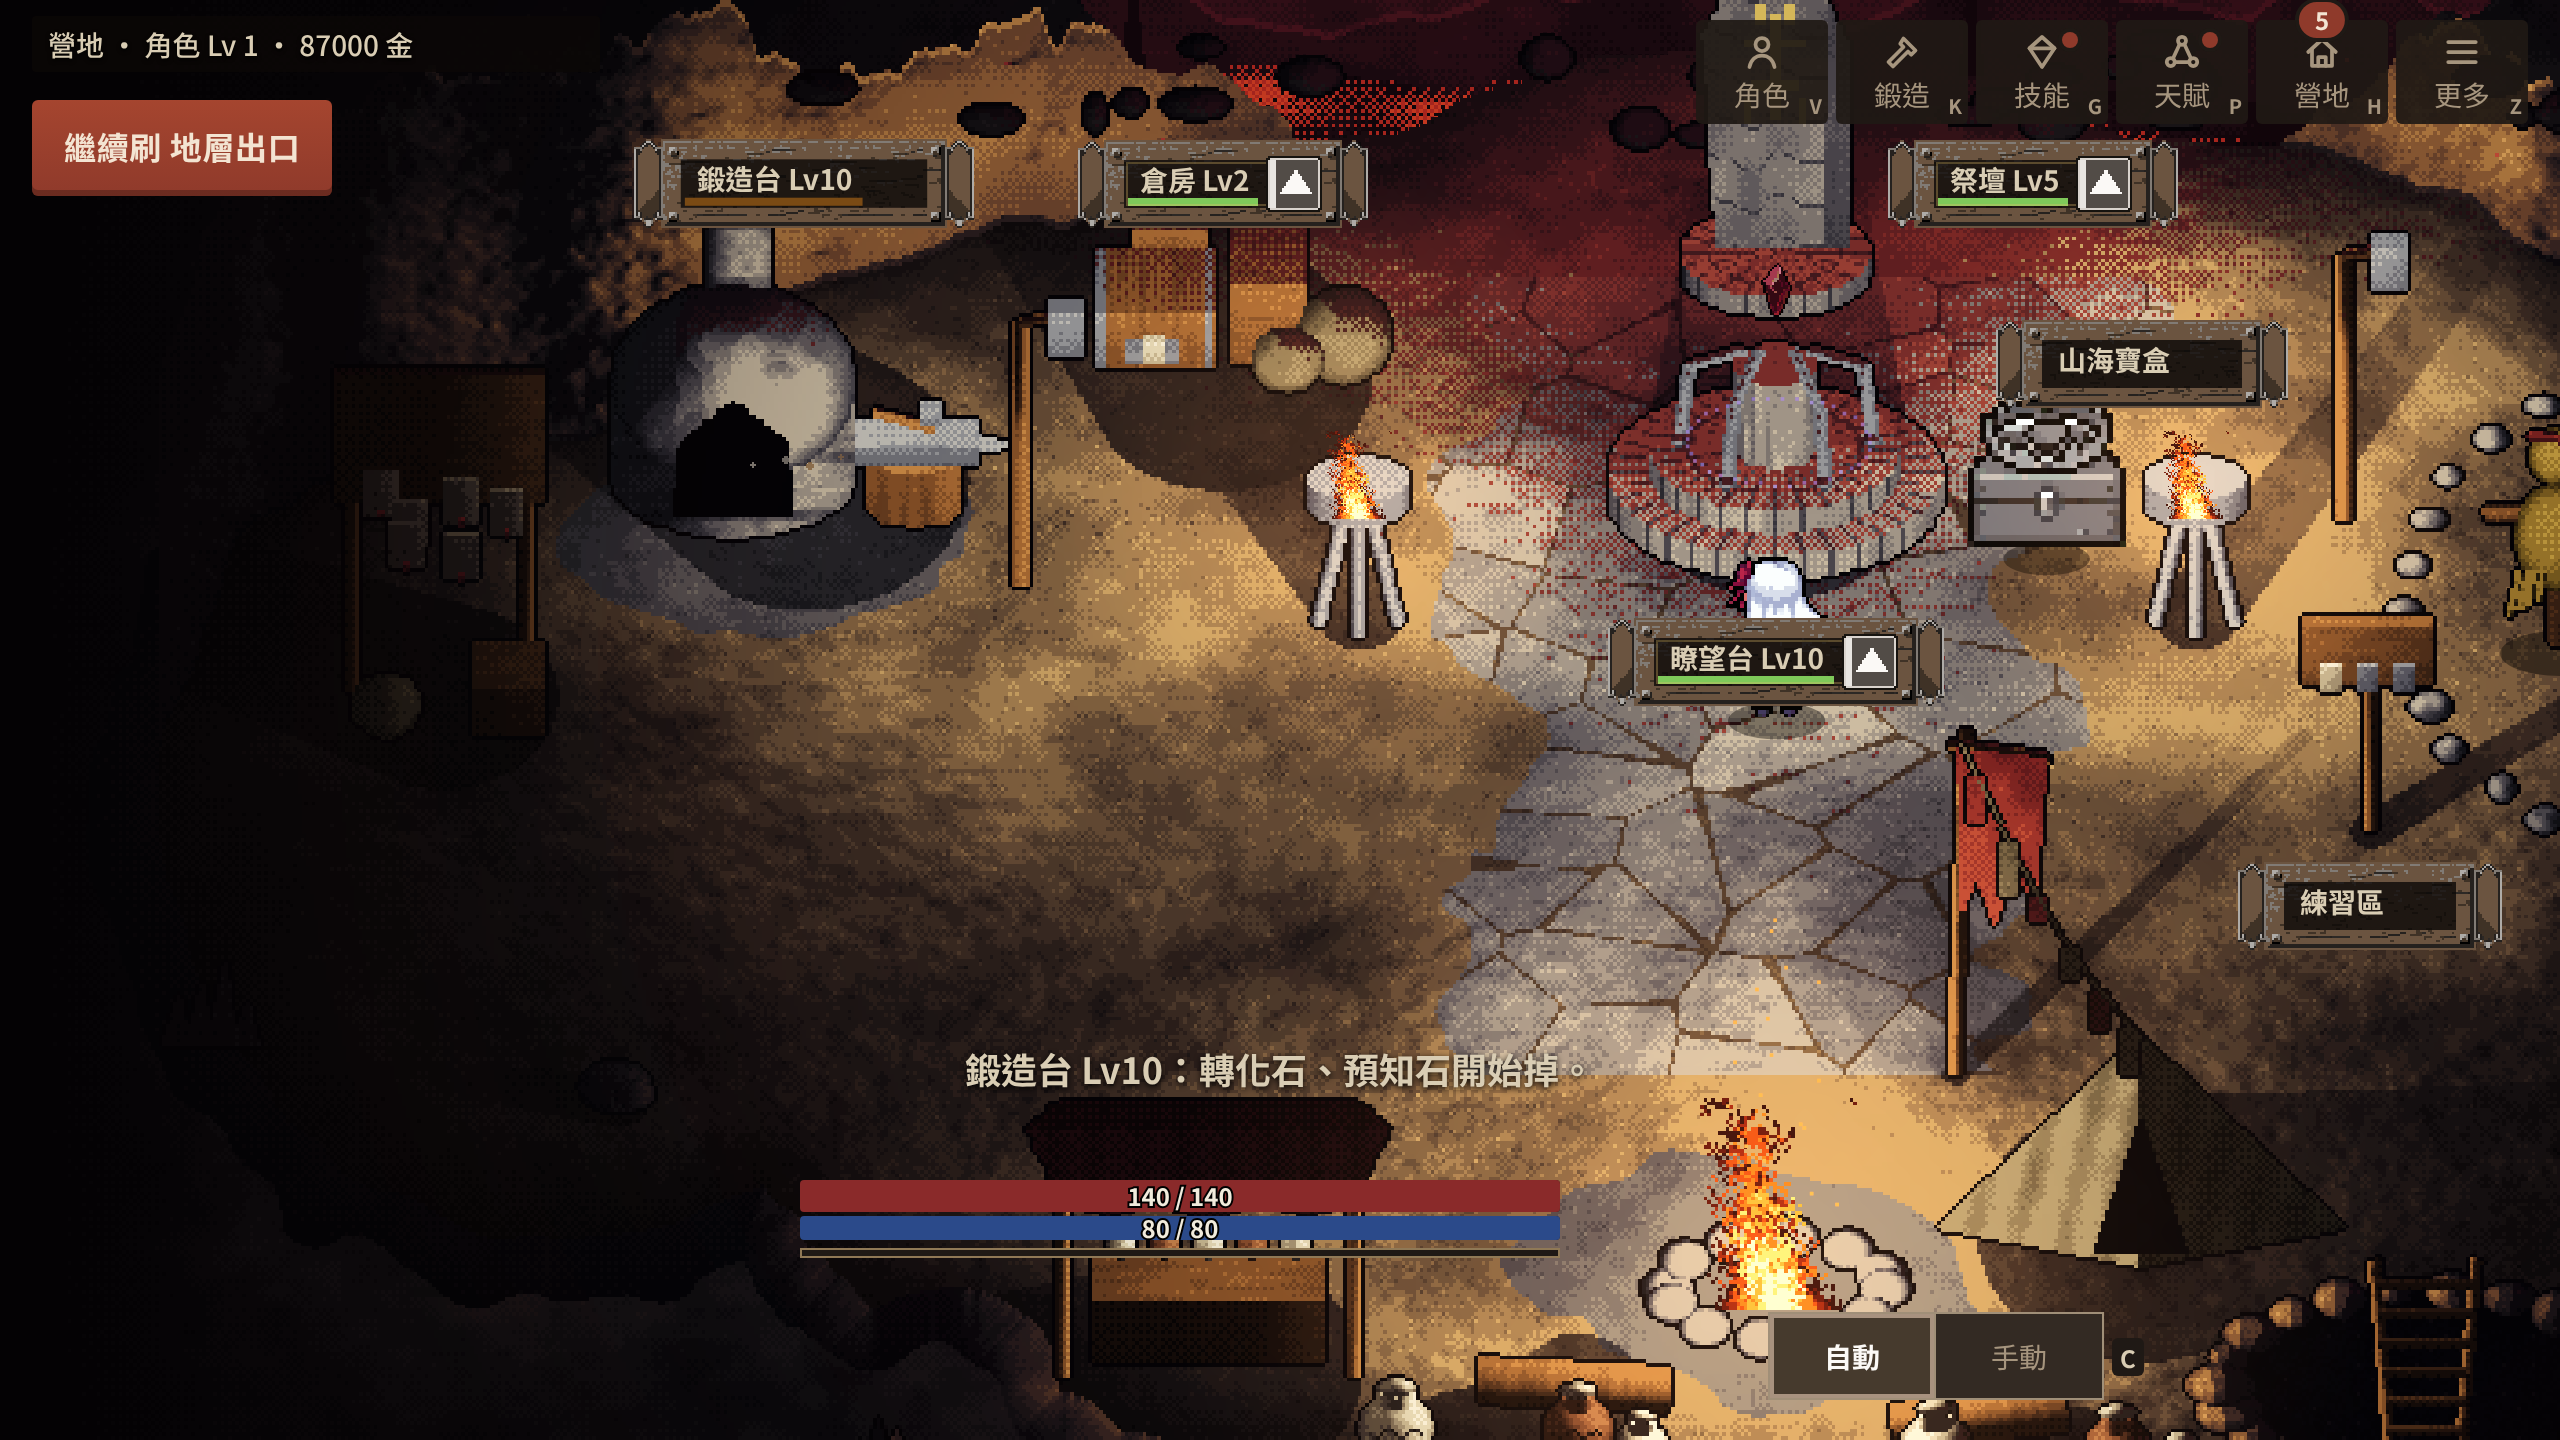 營地 • 角色 Lv 1 • 87000 金
繼續刷 地層出口
5
角色 V
鍛造 K
技能 G
天賦 P
營地 H
更多 Z
鍛造台 Lv10
倉房 Lv2
祭壇 Lv5
山海寶盒
瞭望台 Lv10
練習區
鍛造台 Lv10：轉化石、預知石開始掉。
140 / 140
80 / 80
自動
手動
C